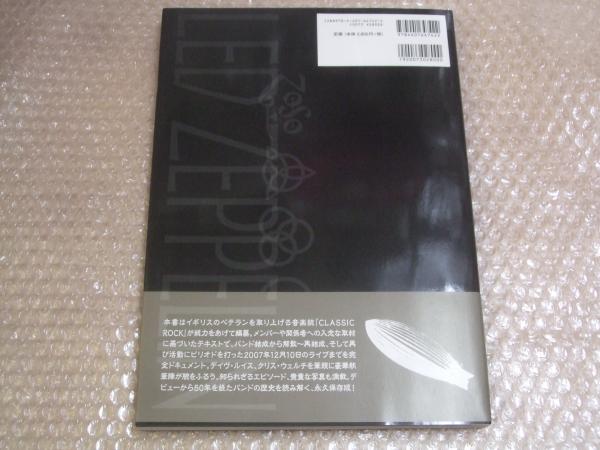 LED ZEPPELIN
ZoSo
本書はイギリスのベテランを取り上げる音楽誌『CLASSIC
ROCK』が総力をあげて編纂。メンバーや関係者への入念な取材
に基づいたテキストで、バンド結成から解散〜再結成、そして再
び活動にピリオドを打った2007年12月10日のライブまでを完
全ドキュメント。デイヴ・ルイス、クリス・ウェルチを筆頭に豪華執
筆陣が腕をふるう。知られざるエピソード、貴重な写真も満載。デ
ビューから50年を経たバンドの歴史を読み解く、永久保存版!